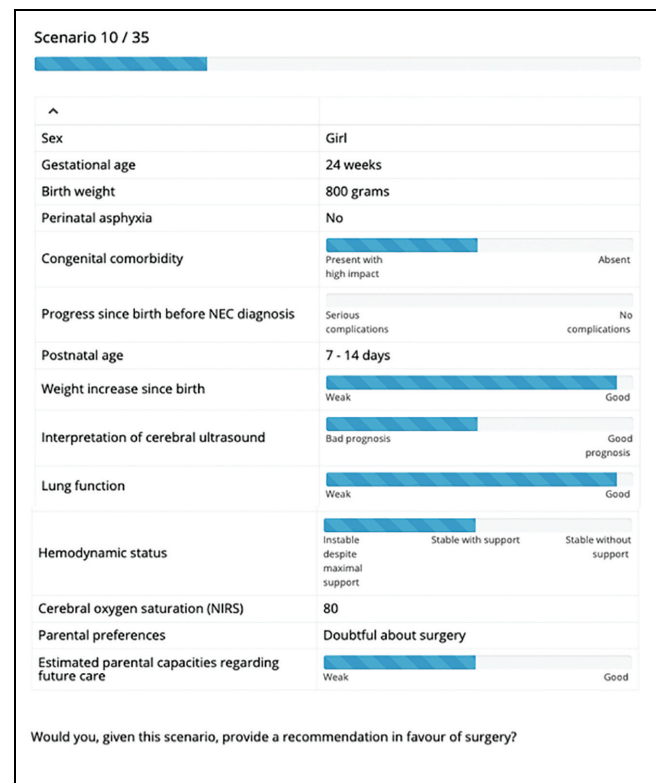 Scenario 10 / 35
Sex Girl
Gestational age 24 weeks
Birth weight 800 grams
Perinatal asphyxia No
Congenital comorbidity
Present with Absent
high impact
Progress since birth before NEC diagnosis
Serious No
complications complications
Postnatal age 7 - 14 days
Weight increase since birth
Weak Good
Interpretation of cerebral ultrasound
Bad prognosis Good
prognosis
Lung function
Weak Good
Hemodynamic status
Instable Stable with support Stable without
despite support
maximal
support
Cerebral oxygen saturation (NIRS) 80
Parental preferences Doubtful about surgery
Estimated parental capacities regarding
future care
Weak Good
Would you, given this scenario, provide a recommendation in favour of surgery?